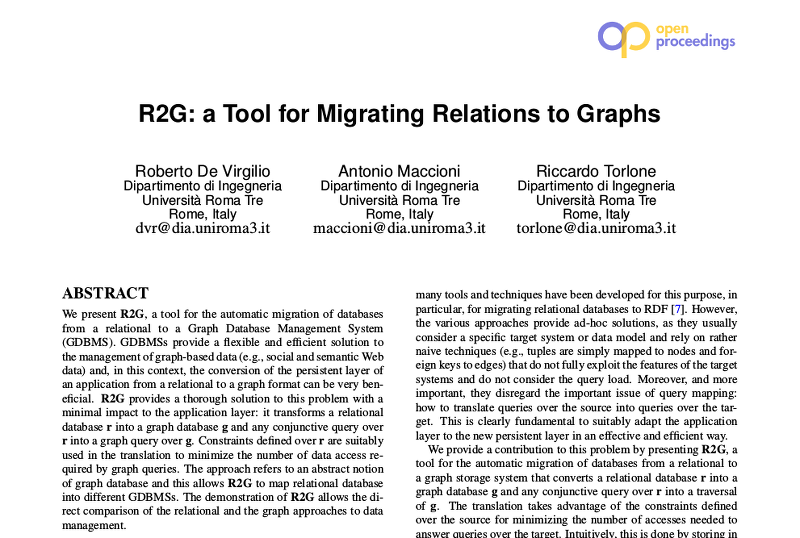 open
proceedings
R2G: a Tool for Migrating Relations to Graphs
Roberto De Virgilio
Dipartimento di Ingegneria
Università Roma Tre
Rome, Italy
dvr@dia.uniroma3.it
Antonio Maccioni
Dipartimento di Ingegneria
Università Roma Tre
Rome, Italy
maccioni@dia.uniroma3.it
Riccardo Torlone
Dipartimento di Ingegneria
Università Roma Tre
Rome, Italy
torlone@dia.uniroma3.it
ABSTRACT
We present R2G, a tool for the automatic migration of databases
from a relational to a Graph Database Management System
(GDBMS). GDBMSs provide a flexible and efficient solution to
the management of graph-based data (e.g., social and semantic Web
data) and, in this context, the conversion of the persistent layer of
an application from a relational to a graph format can be very ben-
eficial. R2G provides a thorough solution to this problem with a
minimal impact to the application layer: it transforms a relational
database r into a graph database g and any conjunctive query over
r into a graph query over g. Constraints defined over r are suitably
used in the translation to minimize the number of data access re-
quired by graph queries. The approach refers to an abstract notion
of graph database and this allows R2G to map relational database
into different GDBMSs. The demonstration of R2G allows the di-
rect comparison of the relational and the graph approaches to data
management.
many tools and techniques have been developed for this purpose, in
particular, for migrating relational databases to RDF [7]. However,
the various approaches provide ad-hoc solutions, as they usually
consider a specific target system or data model and rely on rather
naive techniques (e.g., tuples are simply mapped to nodes and for-
eign keys to edges) that do not fully exploit the features of the target
systems and do not consider the query load. Moreover, and more
important, they disregard the important issue of query mapping:
how to translate queries over the source into queries over the tar-
get. This is clearly fundamental to suitably adapt the application
layer to the new persistent layer in an effective and efficient way.
We provide a contribution to this problem by presenting R2G, a
tool for the automatic migration of databases from a relational to
a graph storage system that converts a relational database r into a
graph database g and any conjunctive query over r into a traversal
of g. The translation takes advantage of the constraints defined
over the source for minimizing the number of accesses needed to
answer queries over the target. Intuitively, this is done by storing in